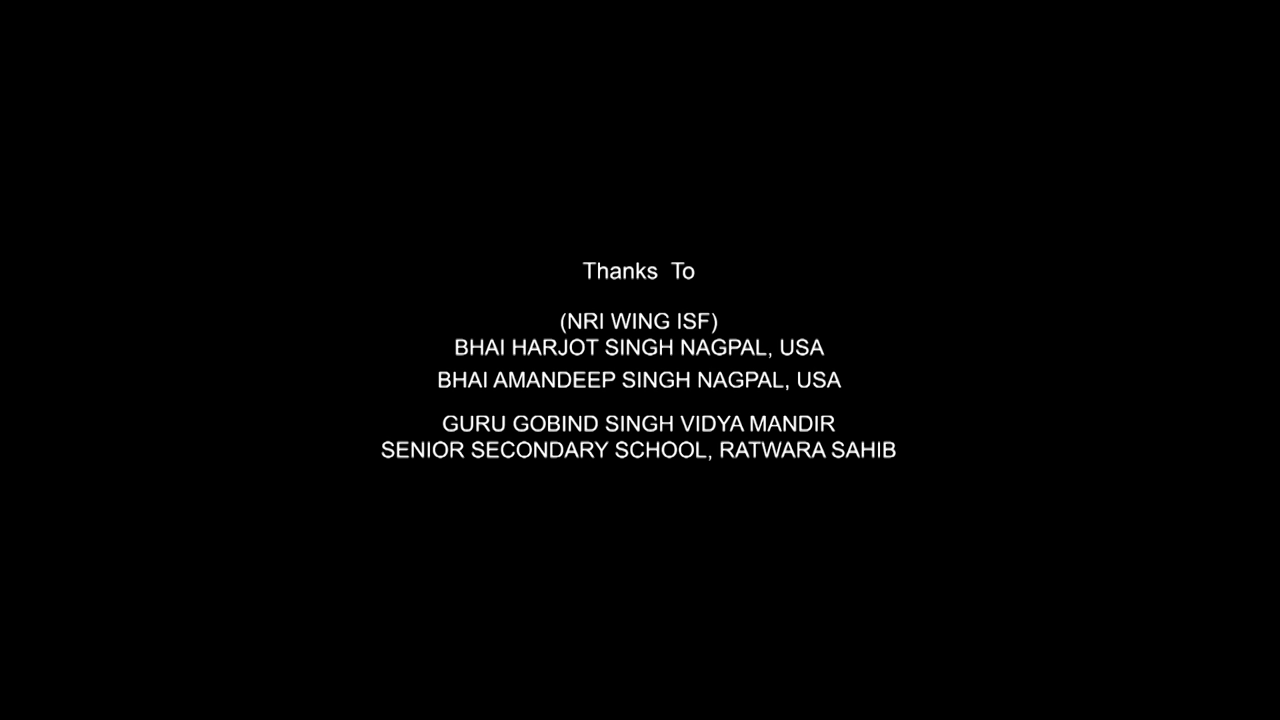 Thanks To
(NRI WING ISF)
BHAI HARJOT SINGH NAGPAL, USA
BHAI AMANDEEP SINGH NAGPAL, USA
GURU GOBIND SINGH VIDYA MANDIR
SENIOR SECONDARY SCHOOL, RATWARA SAHIB